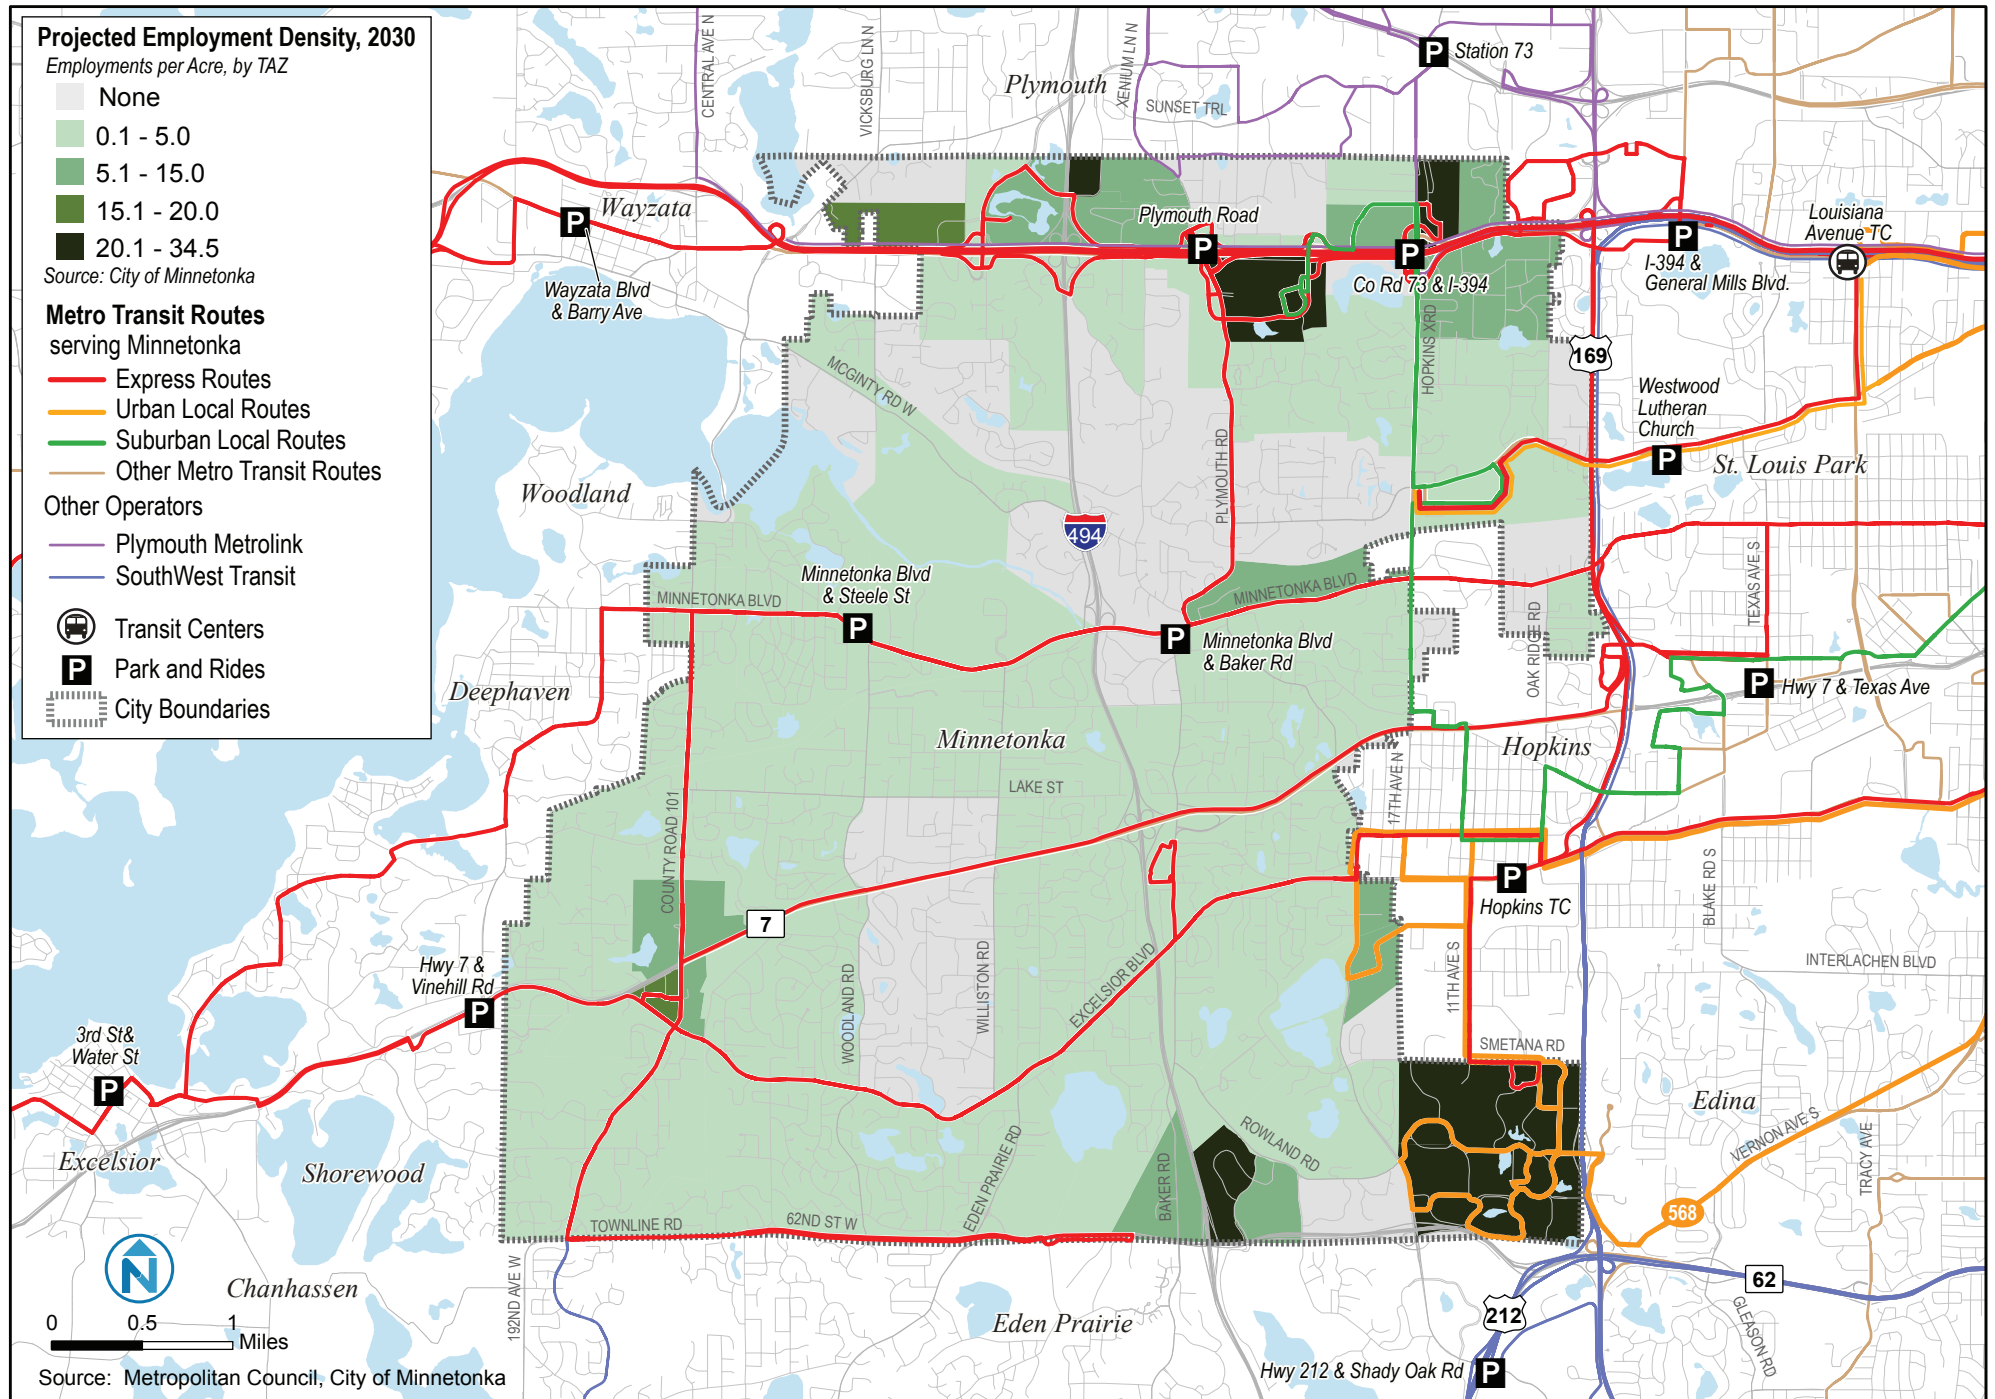 Projected Employment Density, 2030
Employments per Acre, by TAZ
None
0.1 - 5.0
5.1 - 15.0
15.1 - 20.0
20.1 - 34.5
Source: City of Minnetonka
Metro Transit Routes
serving Minnetonka
Express Routes
Urban Local Routes
Suburban Local Routes
Other Metro Transit Routes
Other Operators
Plymouth Metrolink
SouthWest Transit
Transit Centers
P
Park and Rides
City Boundaries
CENTRAL AVE N
VICKSBURG LN N
Plymouth
XENIUM LN N
SUNSET TRL
P
Station 73
P
Wayzata
Wayzata Blvd
& Barry Ave
Plymouth Road
P
P
Co Rd 73 & I-394
P
I-394 &
General Mills Blvd.
Louisiana
Avenue TC
HOPKINS XRD
169
MCGINTY RD W
PLYMOUTH RD
Westwood
Lutheran
Church
P
St. Louis Park
Woodland
494
TEXAS AVE S
Minnetonka Blvd
& Steele St
P
MINNETONKA BLVD
MINNETONKA BLVD
P
Minnetonka Blvd
& Baker Rd
OAK RIDGE RD
P
Hwy 7 & Texas Ave
Deephaven
Minnetonka
Hopkins
LAKE ST
17TH AVE N
COUNTY ROAD 101
7
P
Hopkins TC
BLAKE RD S
INTERLACHEN BLVD
Hwy 7 &
Vinehill Rd
P
WOODLAND RD
WILLISTON RD
EXCELSIOR BLVD
11TH AVE S
SMETANA RD
3rd St&
Water St
P
Excelsior
Shorewood
Edina
VERNON AVE S
TRACY AVE
ROWLAND RD
BAKER RD
EDEN PRAIRIE RD
568
TOWNLINE RD
62ND ST W
N
Chanhassen
192ND AVE W
62
212
GLEASON RD
Eden Prairie
0
0.5
1
Miles
Hwy 212 & Shady Oak Rd
P
Source: Metropolitan Council, City of Minnetonka